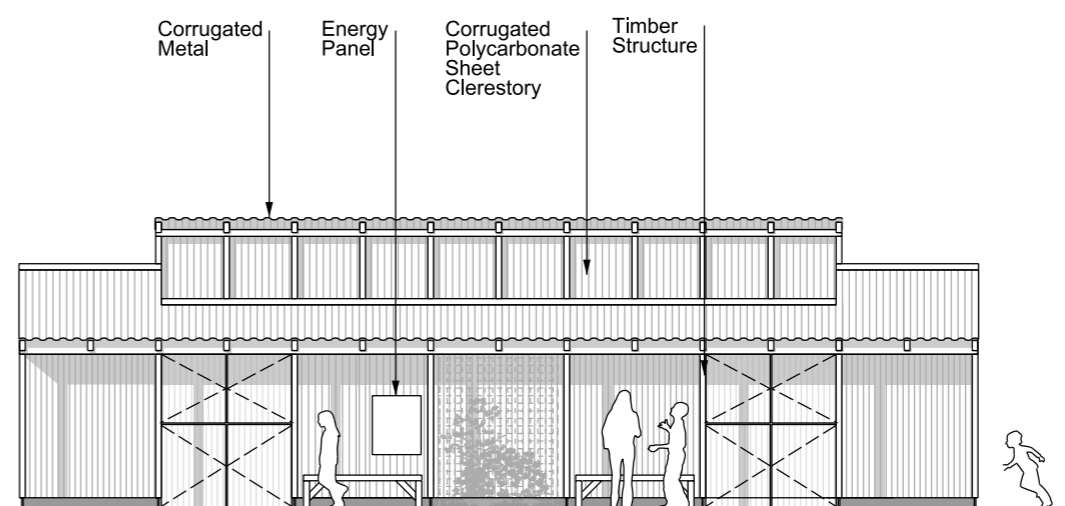 Corrugated
Metal
Energy
Panel
Corrugated
Polycarbonate
Sheet
Clerestory
Timber
Structure